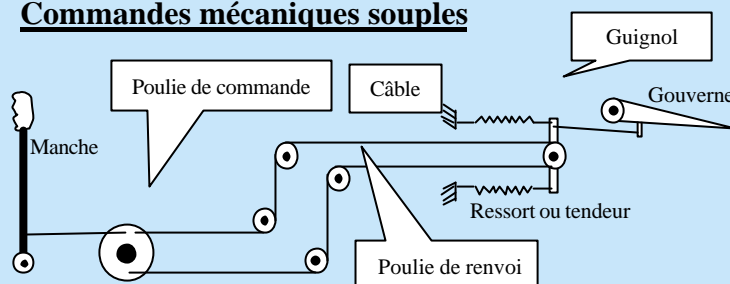 Commandes mécaniques souples
Guignol
Poulie de commande
Câble
Gouverne
Manche
Ressort ou tendeur
Poulie de renvoi